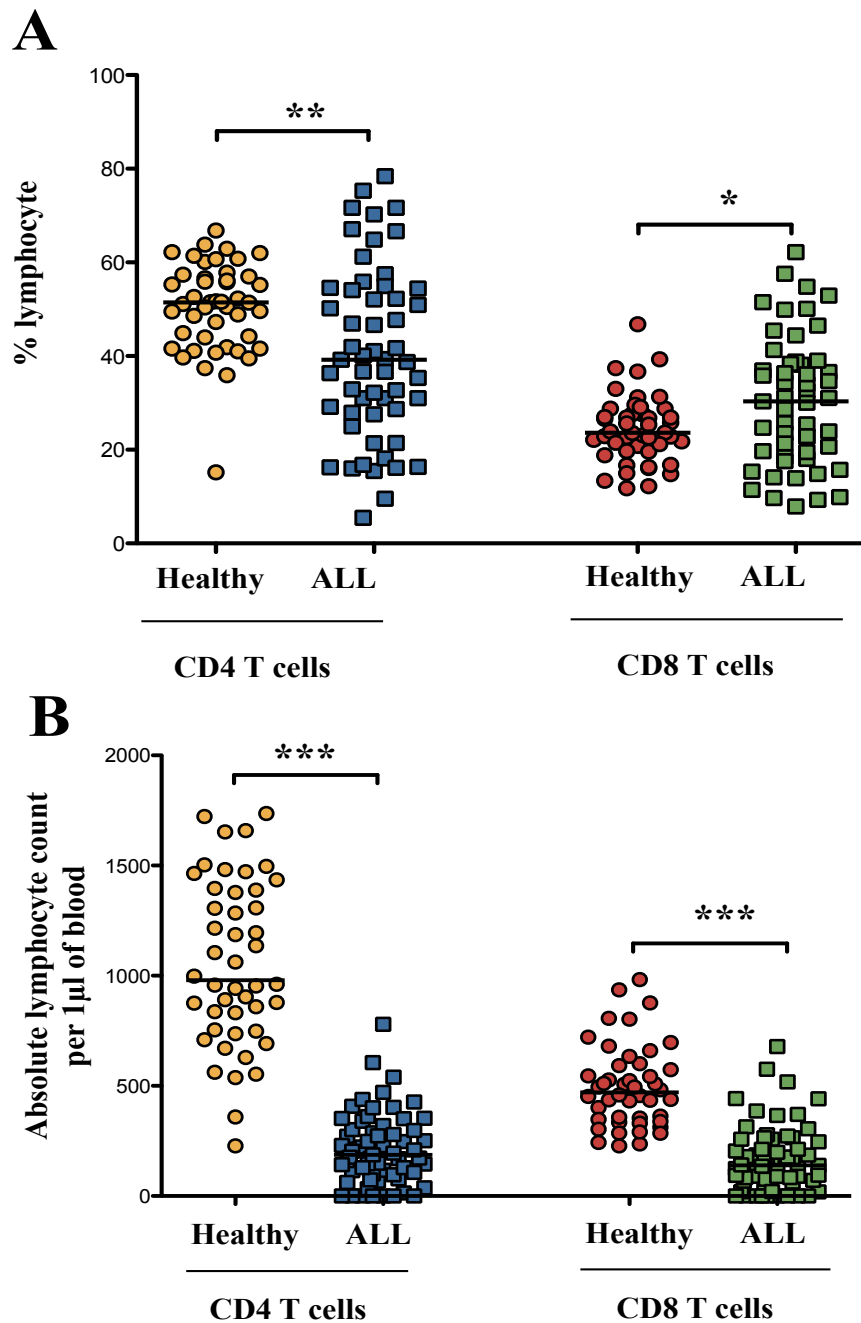 A
100
80
60
40
20
0
% lymphocyte
**
*
Healthy ALL Healthy ALL
CD4 T cells CD8 T cells
B
2000
1500
1000
500
0
Absolute lymphocyte count
per 1µl of blood
***
***
Healthy ALL Healthy ALL
CD4 T cells CD8 T cells